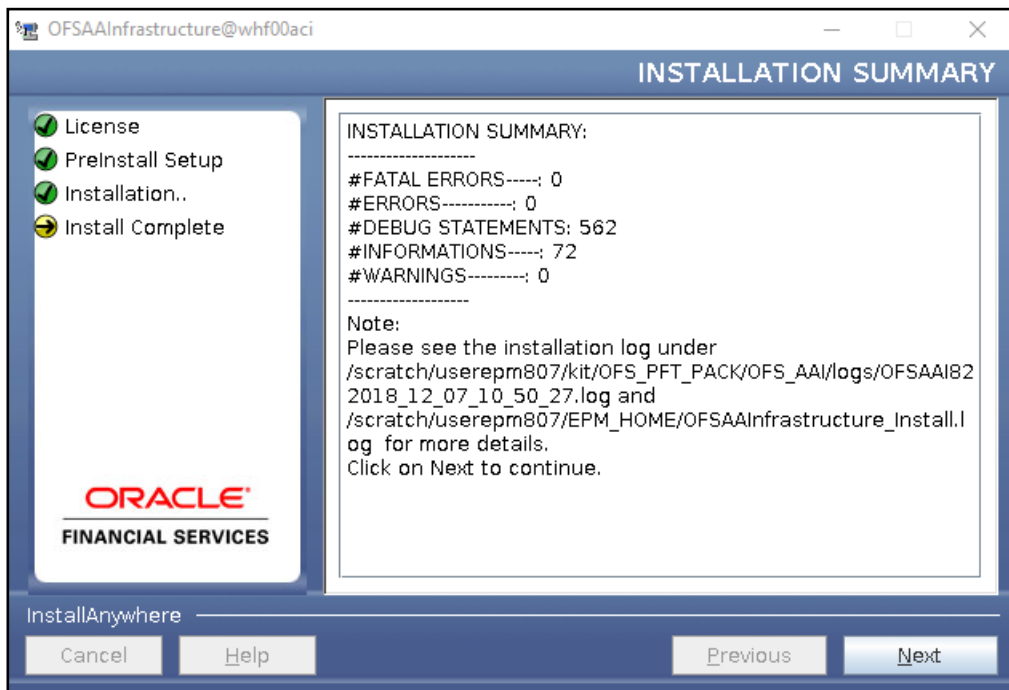 OFSAAInfrastructure@whf00aci
INSTALLATION SUMMARY
License
PreInstall Setup
Installation..
Install Complete
ORACLE
FINANCIAL SERVICES
INSTALLATION SUMMARY:
--------------------
#FATAL ERRORS-----: 0
#ERRORS-----------: 0
#DEBUG STATEMENTS: 562
#INFORMATIONS-----: 72
#WARNINGS---------: 0
-------------------
Note:
Please see the installation log under
/scratch/userepm807/kit/OFS_PFT_PACK/OFS_AAI/logs/OFSAAI82
2018_12_07_10_50_27.log and
/scratch/userepm807/EPM_HOME/OFSAAInfrastructure_Install.l
og  for more details.
Click on Next to continue.
InstallAnywhere
Cancel
Help
Previous
Next